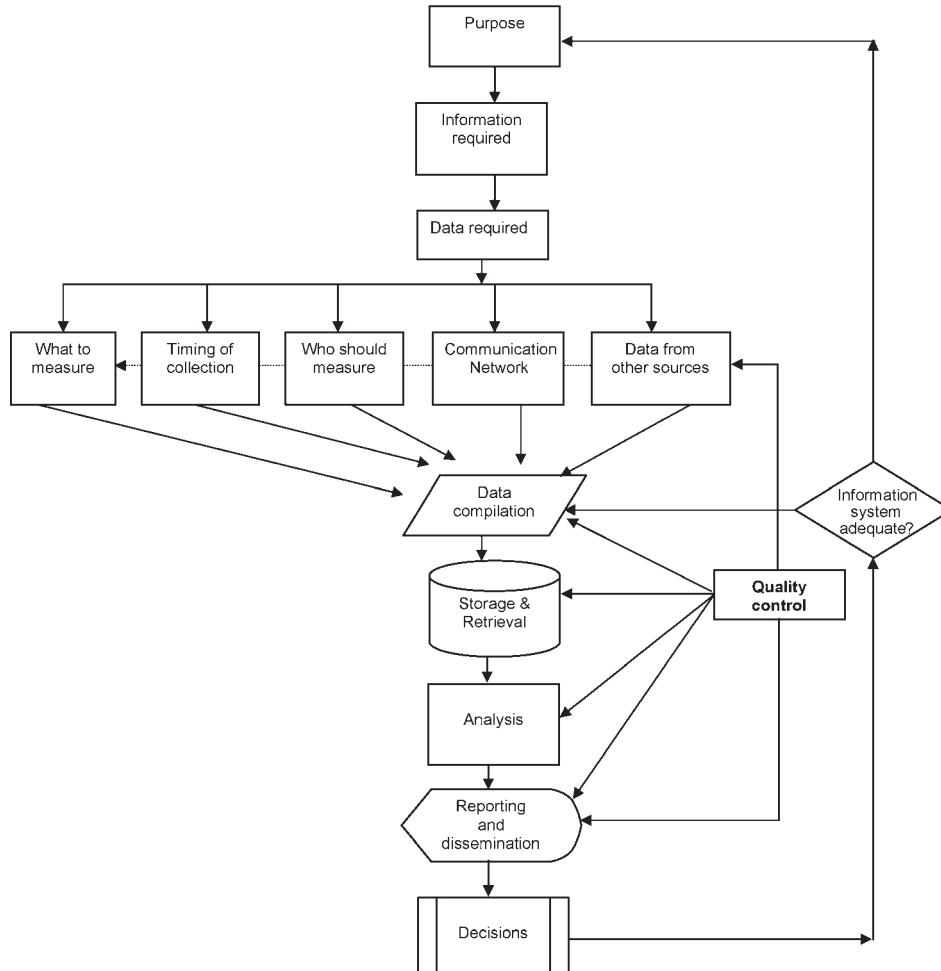 Purpose
Information
required
Data required
What to
measure
Timing of
collection
Who should
measure
Communication
Network
Data from
other sources
Data
compilation
Information
system
adequate?
Storage &
Retrieval
Quality
control
Analysis
Reporting
and
dissemination
Decisions